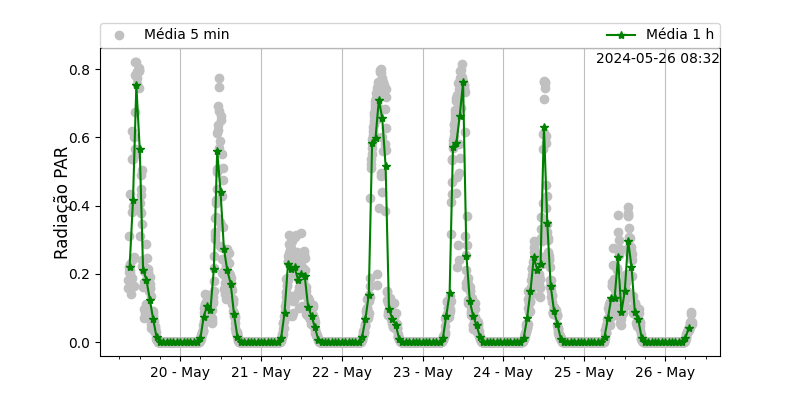 Média 5 min
Média 1 h
2024-05-26 08:32
0.8
0.6
0.4
0.2
0.0
Radiação PAR
20 - May
21 - May
22 - May
23 - May
24 - May
25 - May
26 - May